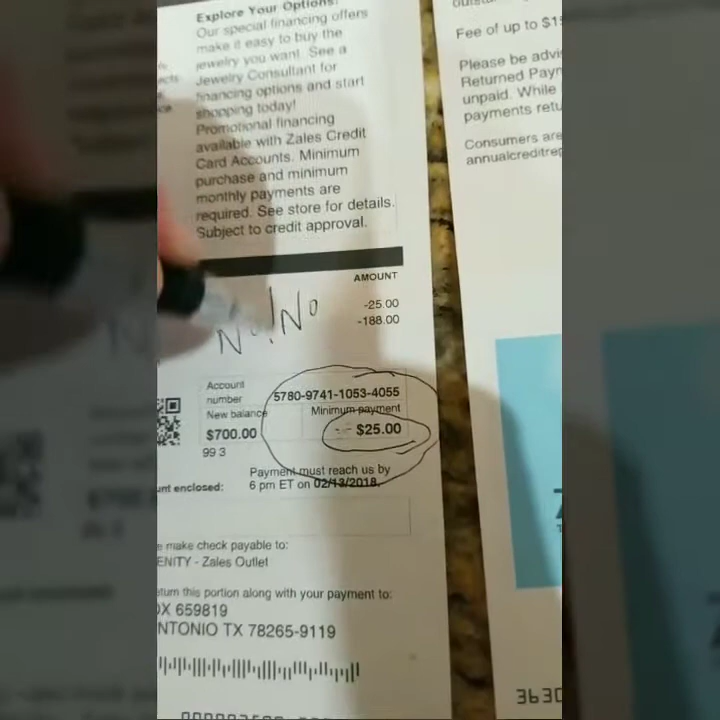 Explore Your Options:
Our special financing offers
make it easy to buy the
jewelry you want. See a
Jewelry Consultant for
financing options and start
shopping today!
Promotional financing
available with Zales Credit
Card Accounts. Minimum
purchase and minimum
monthly payments are
required. See store for details.
Subject to credit approval.
AMOUNT
-25.00
-188.00
No! No
Account
number
5780-9741-1053-4055
New balance
Minimum payment
$700.00
$25.00
99 3
Payment must reach us by
6 pm ET on 02/13/2018.
enclosed:
make check payable to:
ENITY - Zales Outlet
this portion along with your payment to:
OX 659819
NTONIO TX 78265-9119
Fee of up to $1
Please be
Returned
unpaid. While
payments
Consumers are
3630